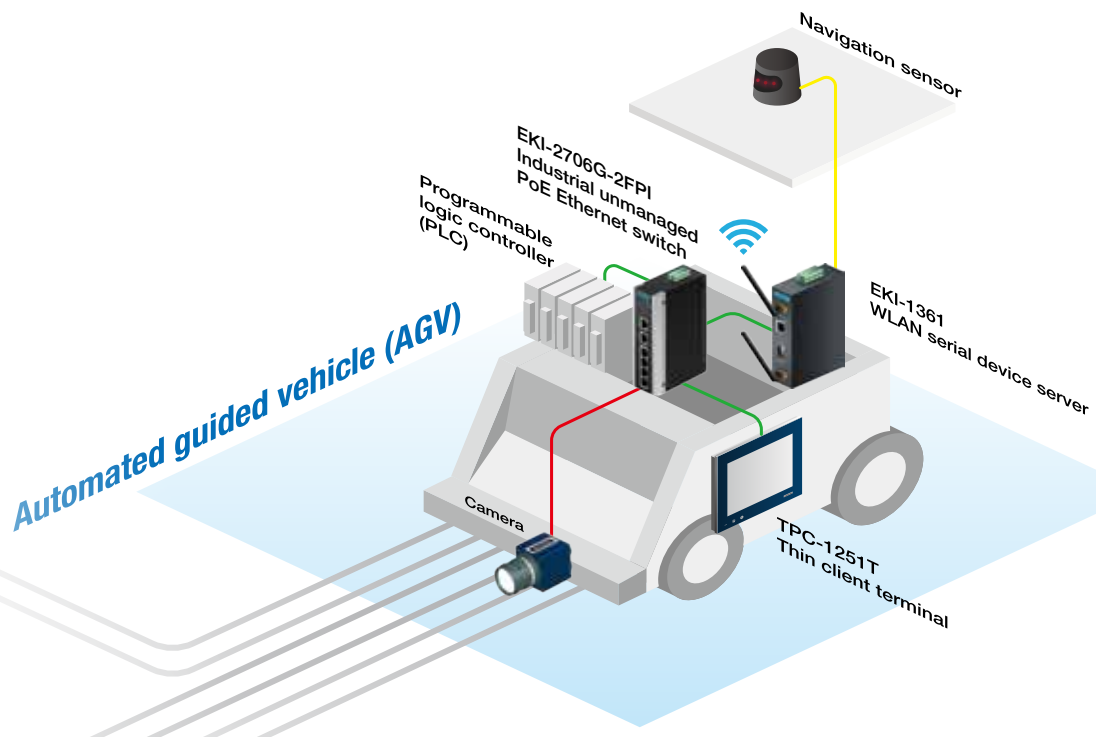 Navigation sensor
EKI-2706G-2FPI
Industrial unmanaged
PoE Ethernet switch
Programmable
logic controller
(PLC)
EKI-1361
WLAN serial device server
Automated guided vehicle (AGV)
Camera
TPC-1251T
Thin client terminal